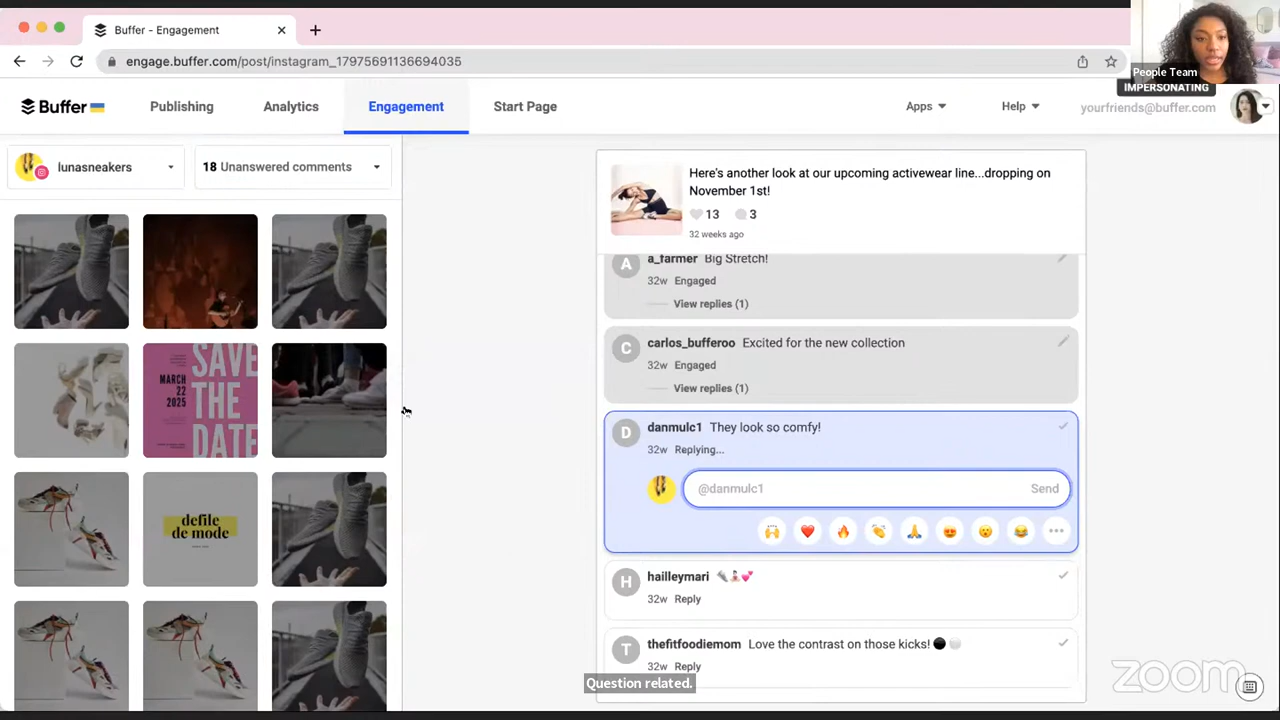 Buffer - Engagement
engage.buffer.com/post/instagram_17975691136694035
People Team
IMPERSONATING
Buffer
Publishing
Analytics
Engagement
Start Page
Apps
Help
yourfriends@buffer.com
lunasneakers
18 Unanswered comments
Here's another look at our upcoming activewear line...dropping on
November 1st!
13
3
32 weeks ago
A
a_farmer Big Stretch!
32w Engaged
View replies (1)
C
carlos_bufferoo Excited for the new collection
32w Engaged
View replies (1)
D
danmulc1 They look so comfy!
32w Replying...
@danmulc1
Send
H
hailleymari
32w Reply
T
thefitfoodiemom Love the contrast on those kicks!
32w Reply
SAVE
THE
DATE
MARCH
22
2025
defile
de mode
Question related.
zoom